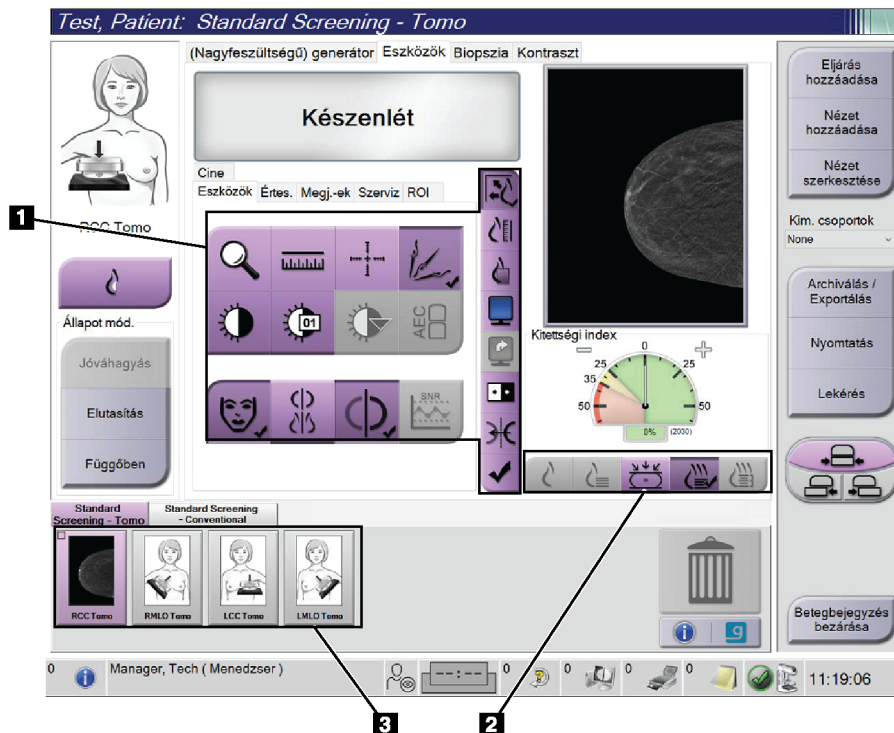 Test, Patient: Standard Screening - Tomo
(Nagyfeszültségű) generátor Eszközök Biopszia Kontraszt
Készenlét
Cine
Eszközök Értes. Megj.-ek Szerviz ROI
1
RCC Tomo
Állapot mód.
Jóváhagyás
Elutasítás
Függőben
01
AEC
SNR
Kitettségi index
0
25 25
35
50 50
0% (2030)
Eljárás
hozzáadása
Nézet
hozzáadása
Nézet
szerkesztése
Kim. csoportok
None
Archiválás /
Exportálás
Nyomtatás
Lekérés
Standard
Screening - Tomo
Standard Screening
- Conventional
RCC Tomo RMLO Tomo LCC Tomo LMLO Tomo
g
Betegbejegyzés
bezárása
0 Manager, Tech ( Menedzser ) --:-- 0 0 0 0 11:19:06
3 2